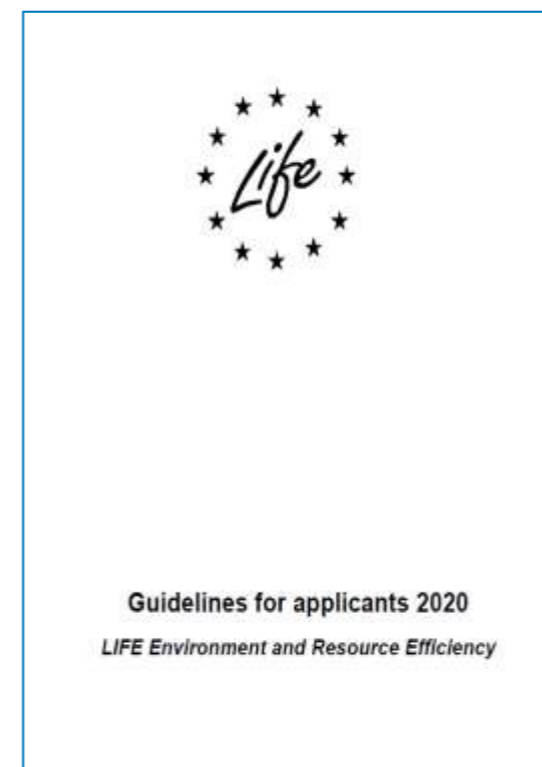 Life
Guidelines for applicants 2020
LIFE Environment and Resource Efficiency